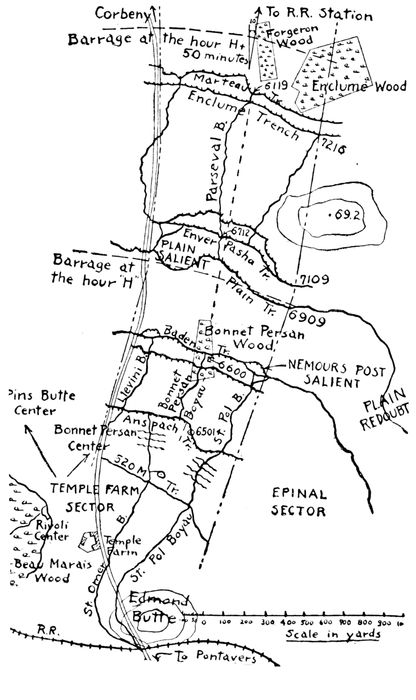 Corbeny
To R.R. Station
Barrage at the hour H+
50 minutes
Forgeron
Wood
Marteau Tr.
6119
Enclume Wood
Enclume Trench
7216
Parseval B.
69.2
6712
PLAIN
SALIENT
Enver Pasha Tr.
7109
Barrage at
the hour "H"
Plain Tr.
6909
Bonnet Persan
Wood
Baden Tr.
NEMOURS POST
SALIENT
6600
PLAIN
REDOUBT
Bonnet
Persan
Boyau
Pins Butte
Center
Anspach Tr.
6501
St. Pol B.
Bonnet Persan
Center
320 M. Tr.
TEMPLE FARM
SECTOR
EPINAL
SECTOR
Rivoli
Center
Temple
Farm
Beau Marais
Wood
St. Omer B.
St. Pol Boyau
Edmond
Butte
0 100 200 300 400 500 600 700 800 900
Scale in yards
R.R.
To Pontavers